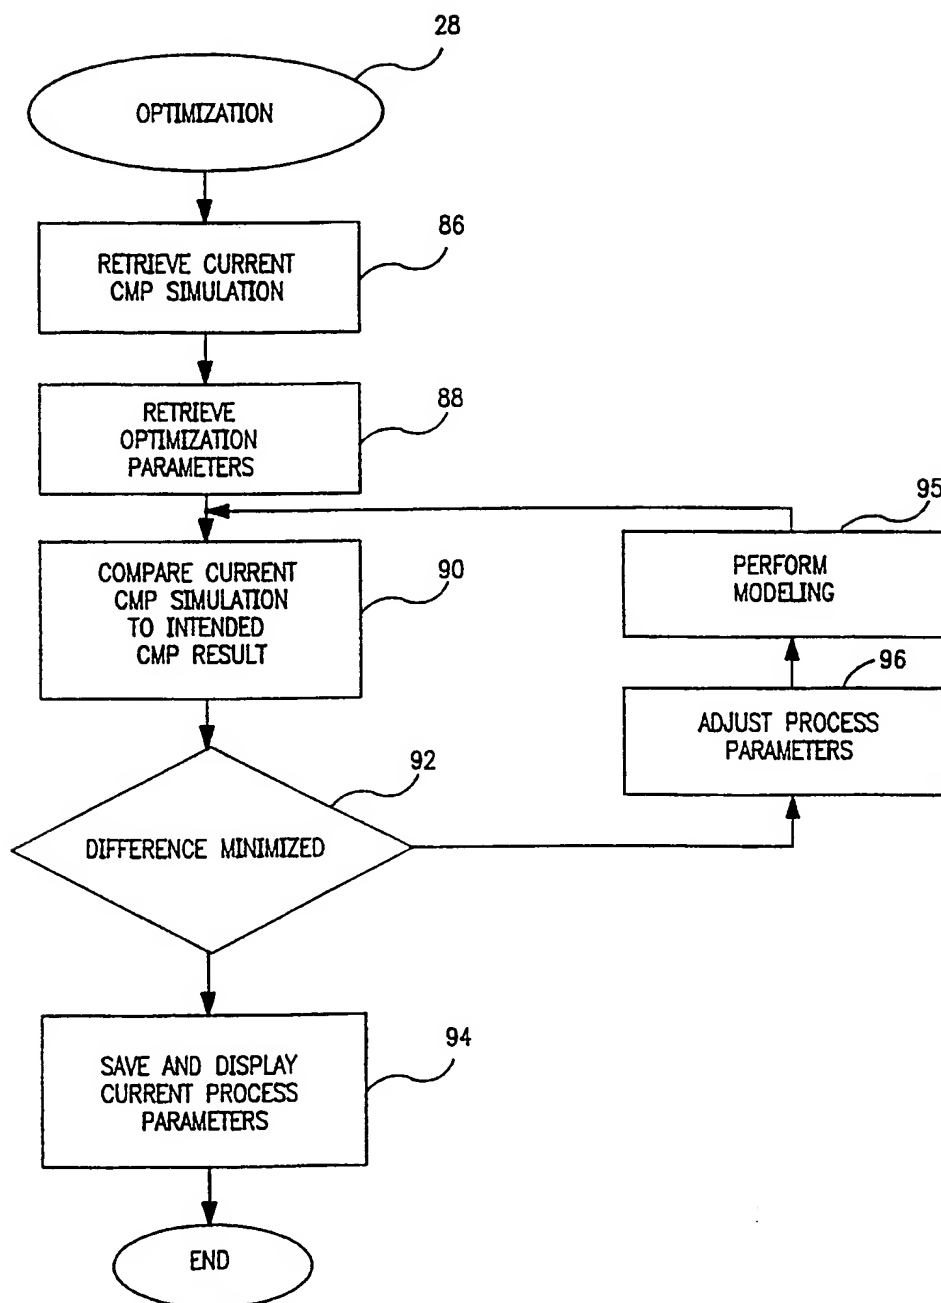 28
OPTIMIZATION
86
RETRIEVE CURRENT
CMP SIMULATION
88
RETRIEVE
OPTIMIZATION
PARAMETERS
95
PERFORM
MODELING
90
COMPARE CURRENT
CMP SIMULATION
TO INTENDED
CMP RESULT
96
ADJUST PROCESS
PARAMETERS
92
DIFFERENCE MINIMIZED
94
SAVE AND DISPLAY
CURRENT PROCESS
PARAMETERS
END